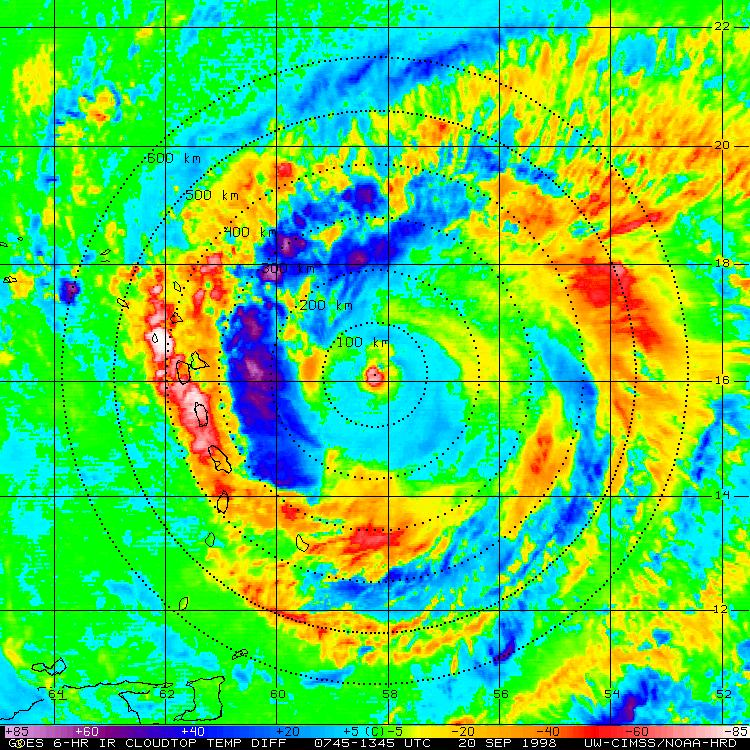 22
20
600 km
500 km
400 km
18
300 km
200 km
100 km
16
14
12
64 62 60 58 56 54 52
+85 +60 +40 +20 +5 (C) -5 -20 -40 -60 -85
GOES 6-HR IR CLOUDTOP TEMP DIFF 0745-1345 UTC 20 SEP 1998 UW-CIMSS/NOAA-HRD